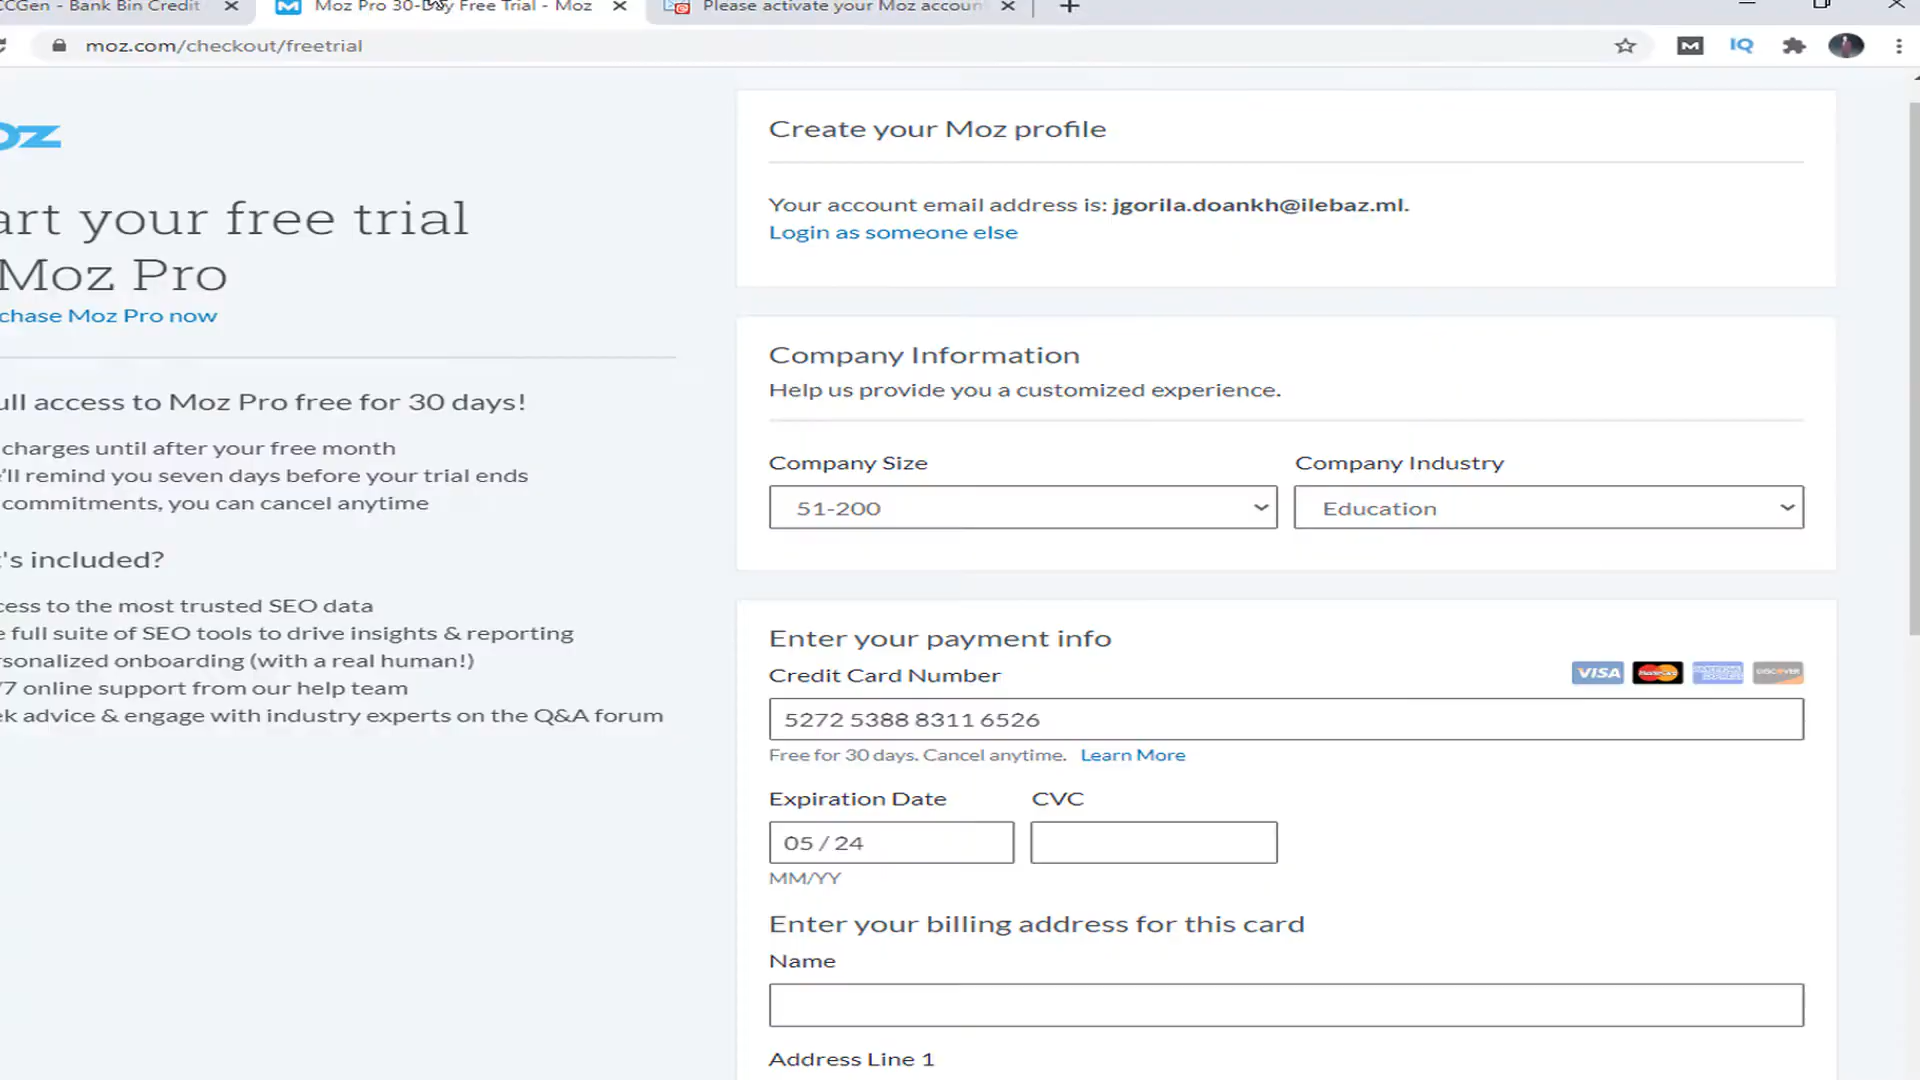 CCGen - Bank Bin Credit
Moz Pro 30-Day Free Trial - Moz
Please activate your Moz accoun
moz.com/checkout/freetrial
IQ
oz
art your free trial
Moz Pro
chase Moz Pro now
ull access to Moz Pro free for 30 days!
charges until after your free month
'll remind you seven days before your trial ends
commitments, you can cancel anytime
t's included?
cess to the most trusted SEO data
e full suite of SEO tools to drive insights & reporting
rsonalized onboarding (with a real human!)
/7 online support from our help team
ek advice & engage with industry experts on the Q&A forum
Create your Moz profile
Your account email address is: jgorila.doankh@ilebaz.ml.
Login as someone else
Company Information
Help us provide you a customized experience.
Company Size
Company Industry
51-200
Education
Enter your payment info
Credit Card Number
VISA
MasterCard
AMERICAN EXPRESS
DISCOVER
5272 5388 8311 6526
Free for 30 days. Cancel anytime. Learn More
Expiration Date
CVC
05 / 24
MM/YY
Enter your billing address for this card
Name
Address Line 1